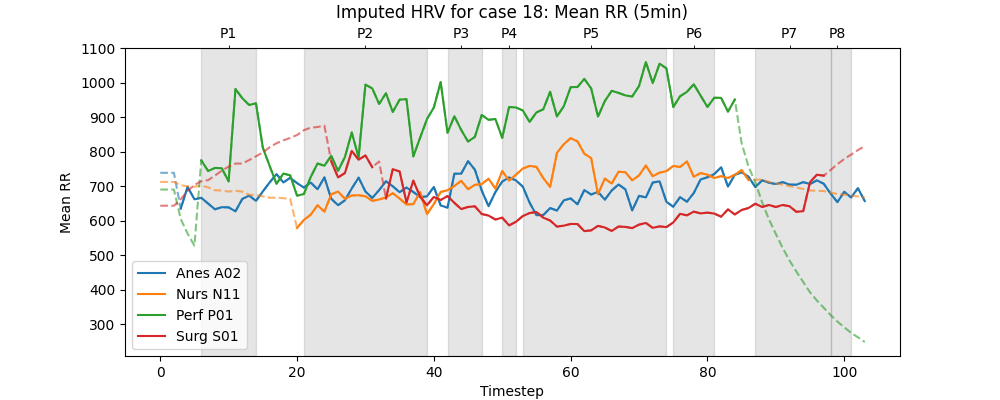 Imputed HRV for case 18: Mean RR (5min)
P1 P2 P3 P4 P5 P6 P7 P8
1100
1000
900
800
700
600
500
400
300
Mean RR
Anes A02
Nurs N11
Perf P01
Surg S01
0 20 40 60 80 100
Timestep